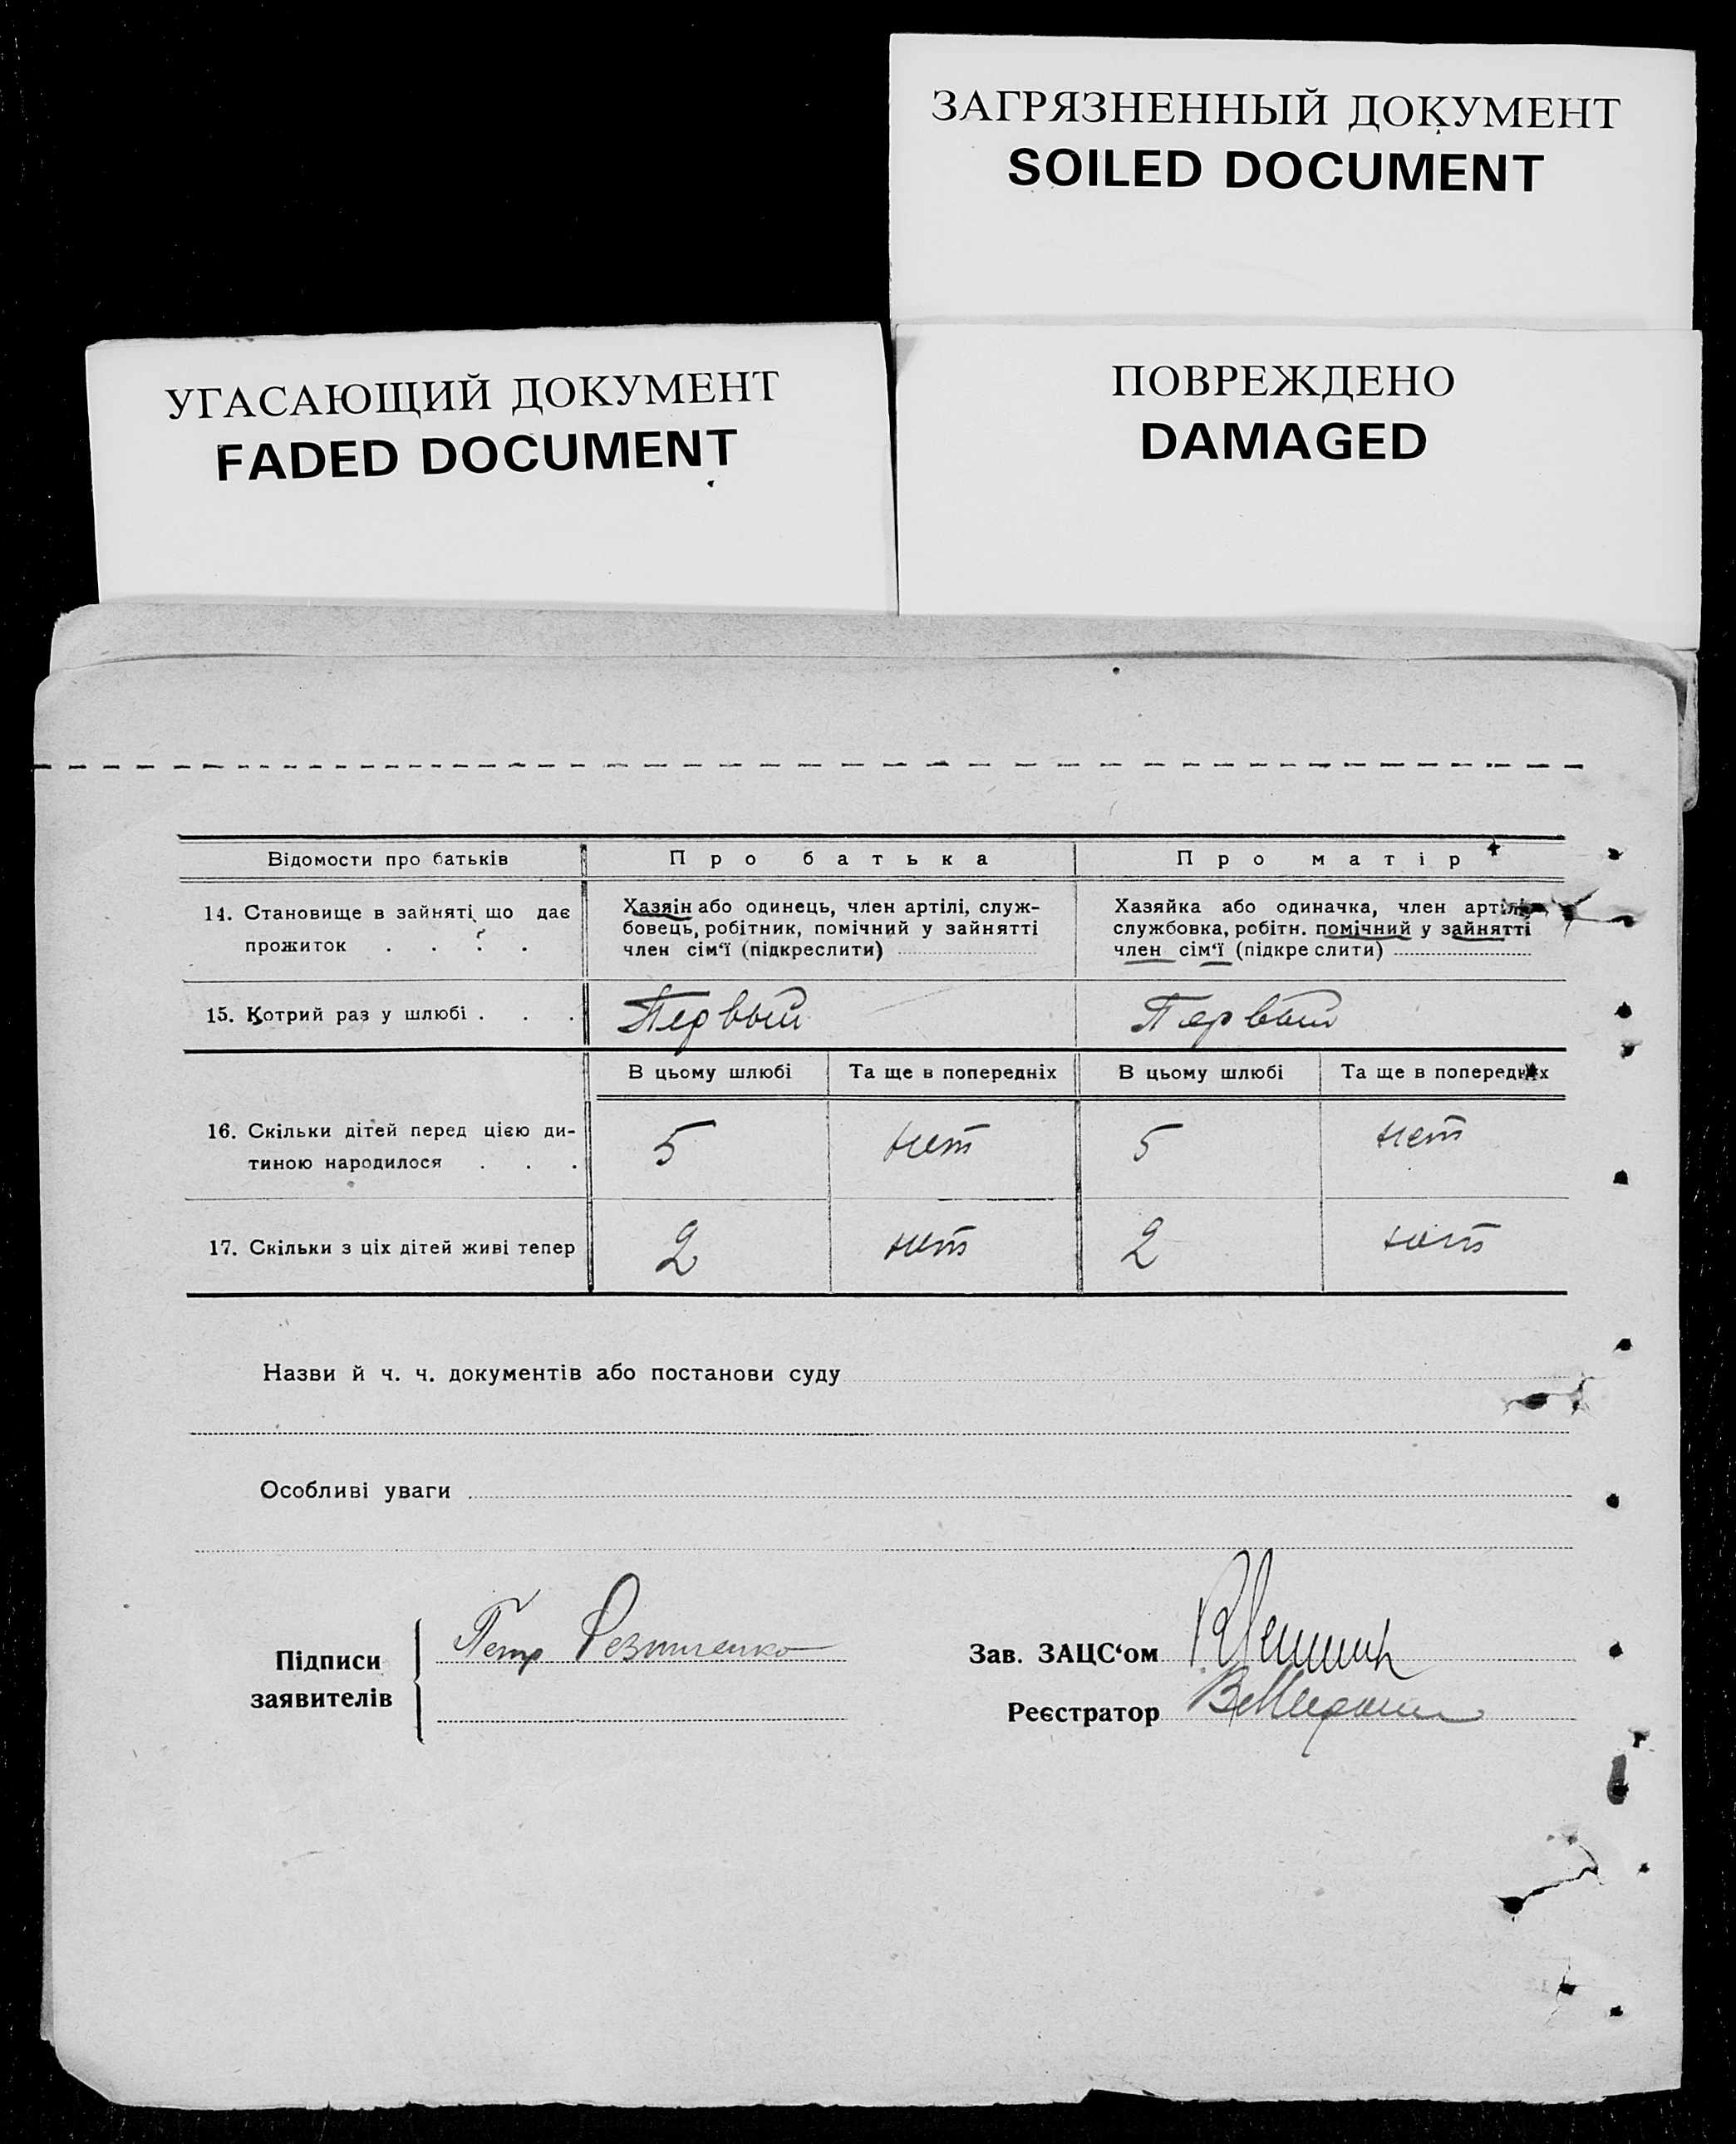 ЗАГРЯЗНЕННЫЙ ДОКУМЕНТ
SOILED DOCUMENT
УГАСАЮЩИЙ ДОКУМЕНТ
FADED DOCUMENT
ПОВРЕЖДЕНО
DAMAGED
Відомости про батьків Про батька Про матір
14. Становище в зайняті що дає
прожиток . . . .
Хазяїн або одинець, член артілі, служ-
бовець, робітник, помічний у зайнятті
член сім‘ї (підкреслити)
Хазяйка або одиначка, член артілі,
службовка, робітн. помічний у зайнятті
член сім‘ї (підкреслити)
15. Котрий раз у шлюбі . . . Первый Первый
В цьому шлюбі Та ще в попередніх В цьому шлюбі Та ще в попередніх
16. Скільки дітей перед цією ди-
тиною народилося . . .
5 нет 5 нет
17. Скільки з ціх дітей живі тепер 2 нет 2 нет
Назви й ч. ч. документів або постанови суду
Особливі уваги
Підписи
заявителів
Петр
Зав. ЗАЦС‘ом
Реєстратор